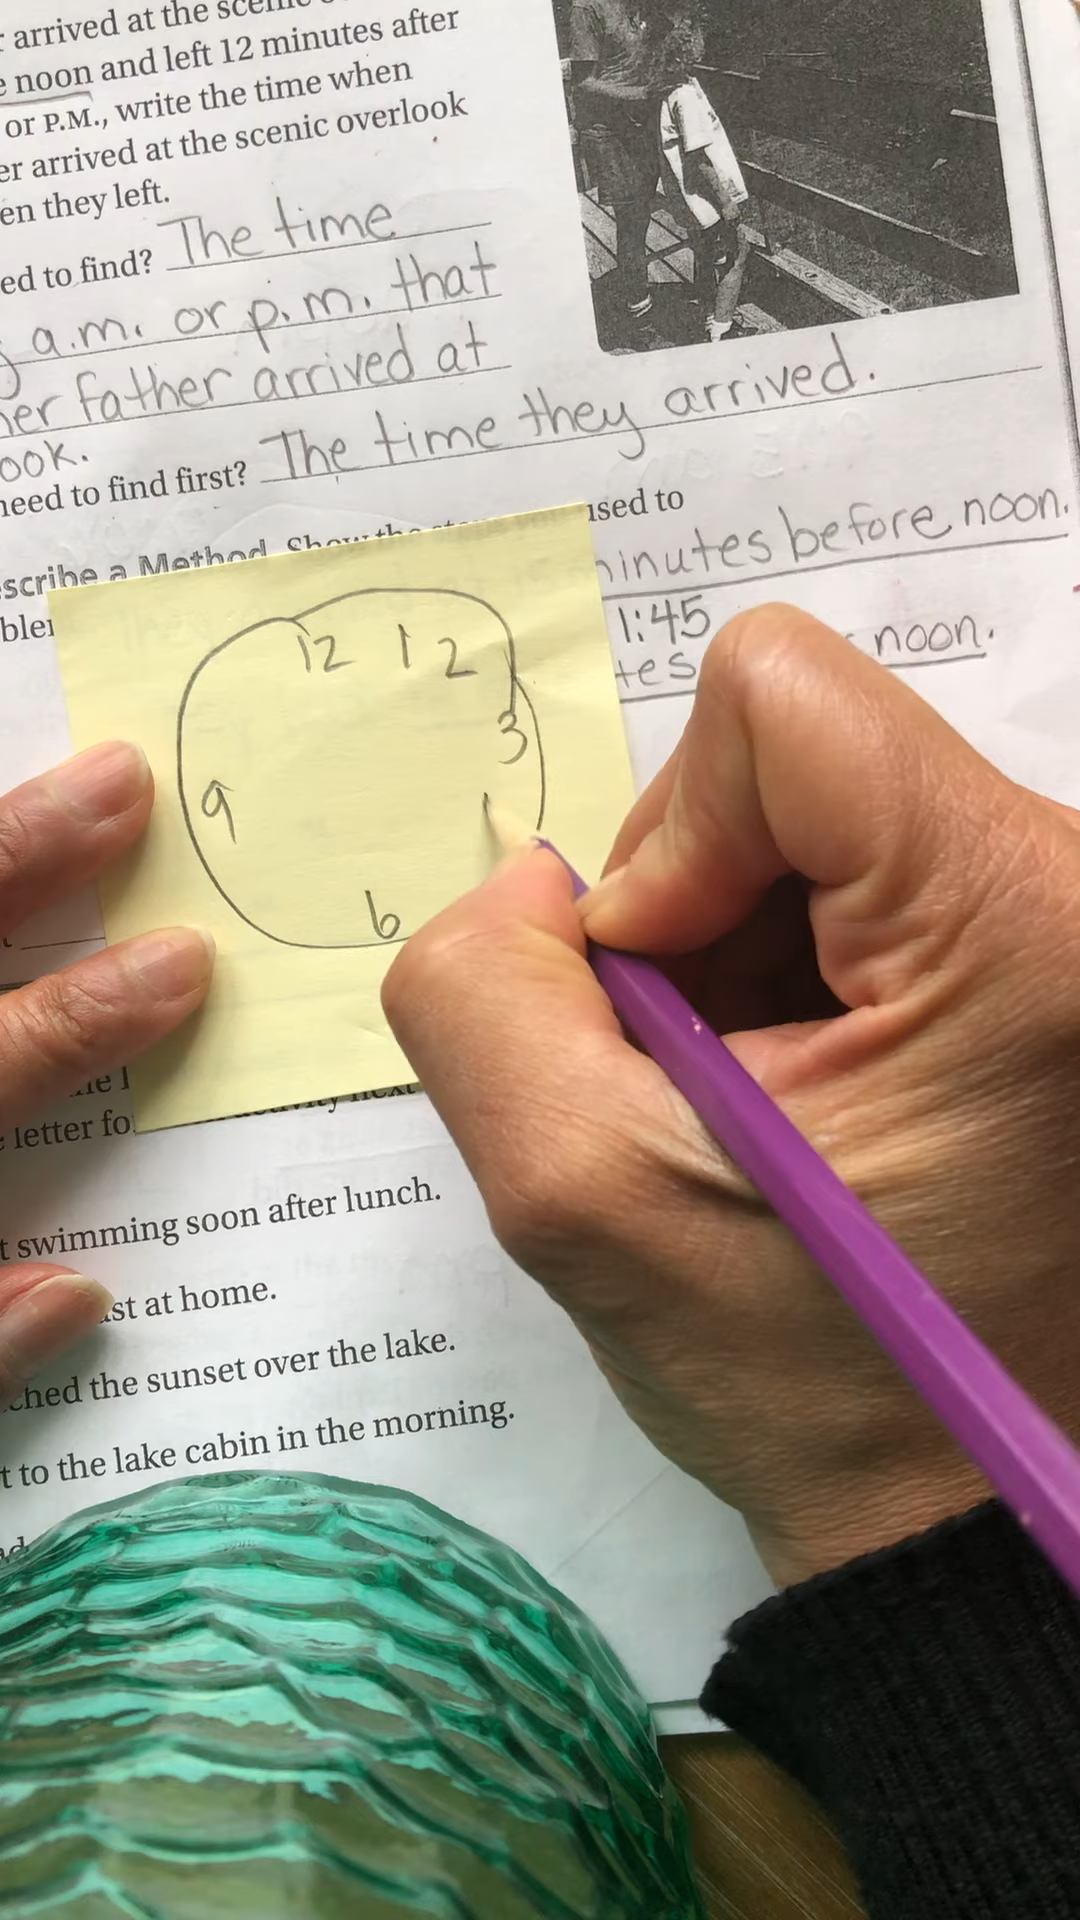 arrived at the
noon and left 12 minutes after
or P.M., write the time when
er arrived at the scenic overlook
en they left.
ed to find? The time
a.m. or p.m. that
her father arrived at
ook.
need to find first? The time they arrived.
scribe a Method. Show the used to
minutes before noon.
1:45
noon.
12 1 2
3
9
6
letter fo
t swimming soon after lunch.
st at home.
ched the sunset over the lake.
t to the lake cabin in the morning.